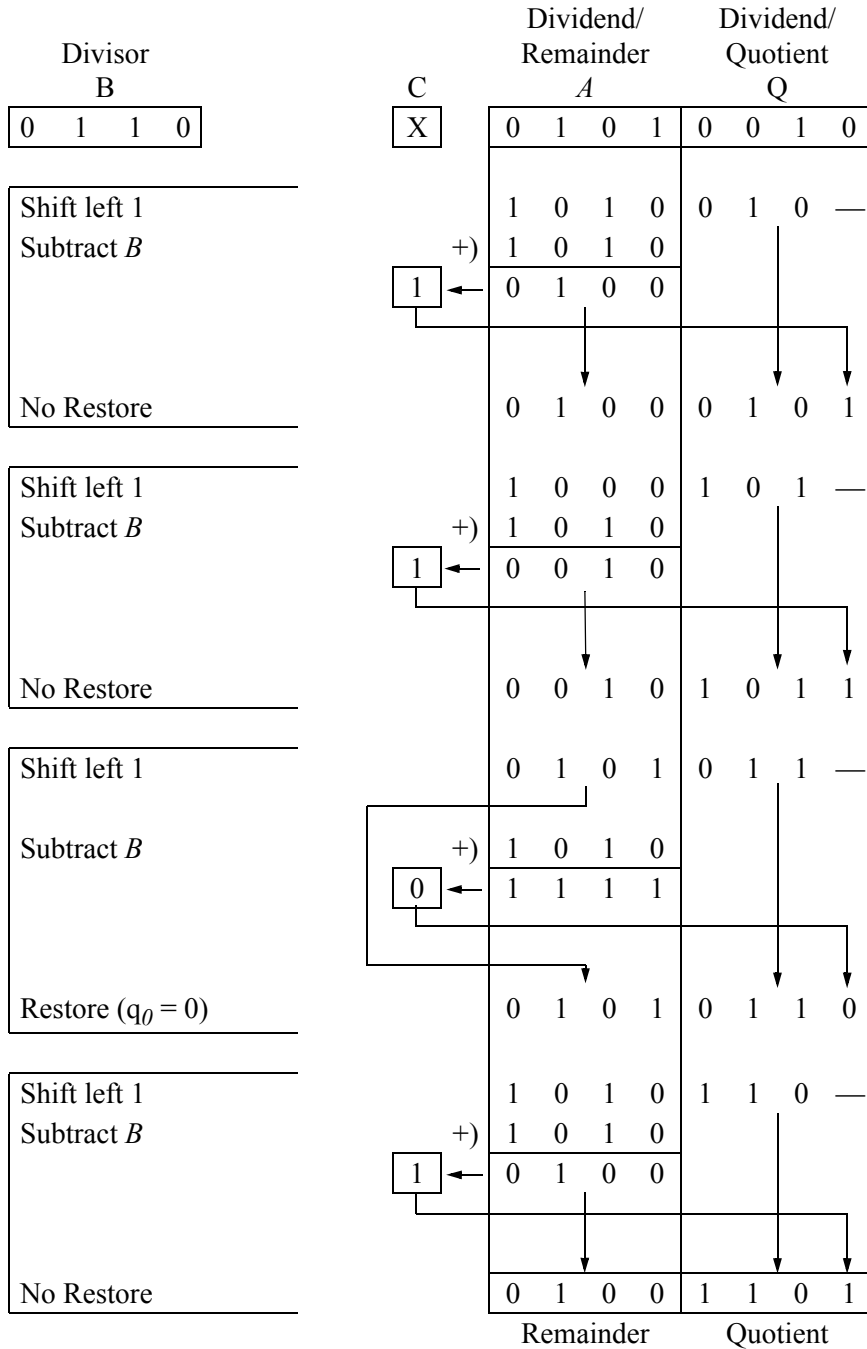 Dividend/ Dividend/
Divisor Remainder Quotient
B C A Q
0 1 1 0 X 0 1 0 1 0 0 1 0
Shift left 1 1 0 1 0 0 1 0 —
Subtract B +) 1 0 1 0
1 0 1 0 0
No Restore 0 1 0 0 0 1 0 1
Shift left 1 1 0 0 0 1 0 1 —
Subtract B +) 1 0 1 0
1 0 0 1 0
No Restore 0 0 1 0 1 0 1 1
Shift left 1 0 1 0 1 0 1 1 —
Subtract B +) 1 0 1 0
0 1 1 1 1
Restore (q0 = 0) 0 1 0 1 0 1 1 0
Shift left 1 1 0 1 0 1 1 0 —
Subtract B +) 1 0 1 0
1 0 1 0 0
No Restore 0 1 0 0 1 1 0 1
Remainder Quotient